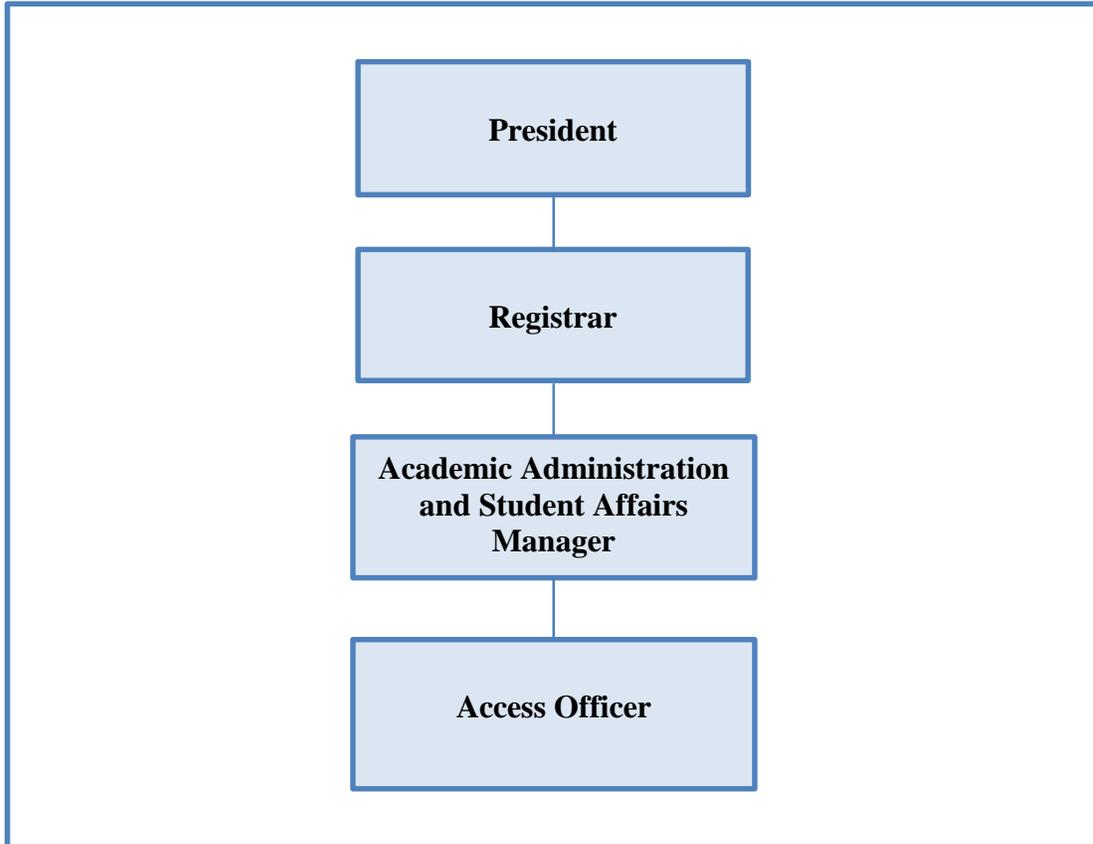 President
Registrar
Academic Administration
and Student Affairs
Manager
Access Officer